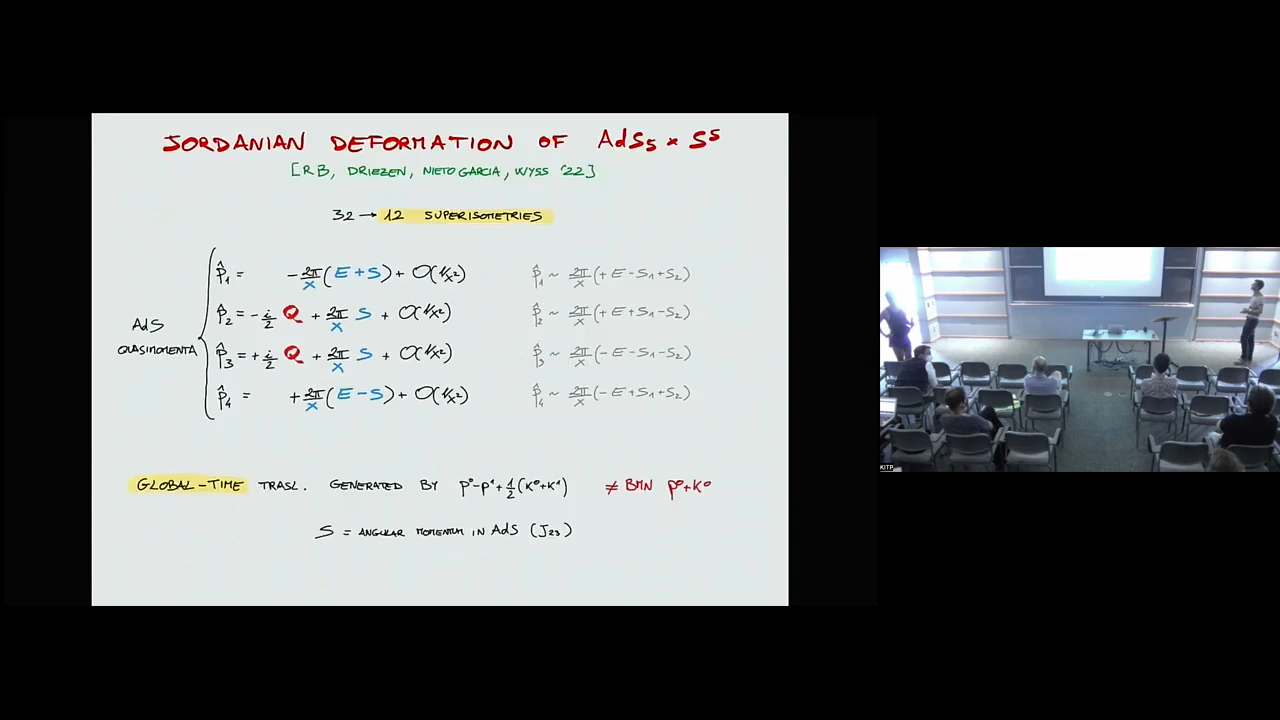 JORDANIAN DEFORMATION OF AdS₅ × S⁵
[RB, DRIEZEN, NIETO GARCIA, WYSS '22]
32 → 12 SUPERISOMETRIES
p̂₁ = -2π/x (E+S) + O(1/x²) p̂₁ ~ 2π/x (+E-S₁+S₂)
p̂₂ = -i/2 Q + 2π/x S + O(1/x²) p̂₂ ~ 2π/x (+E+S₁-S₂)
AdS
QUASIMOMENTA
p̂₃ = +i/2 Q + 2π/x S + O(1/x²) p̂₃ ~ 2π/x (-E-S₁-S₂)
p̂₄ = +2π/x (E-S) + O(1/x²) p̂₄ ~ 2π/x (-E+S₁+S₂)
GLOBAL-TIME TRASL. GENERATED BY p⁰-p¹+1/2(k⁰+k¹) ≠ BMN p⁰+k⁰
S = ANGULAR MOMENTUM IN AdS (J₂₃)
KITP